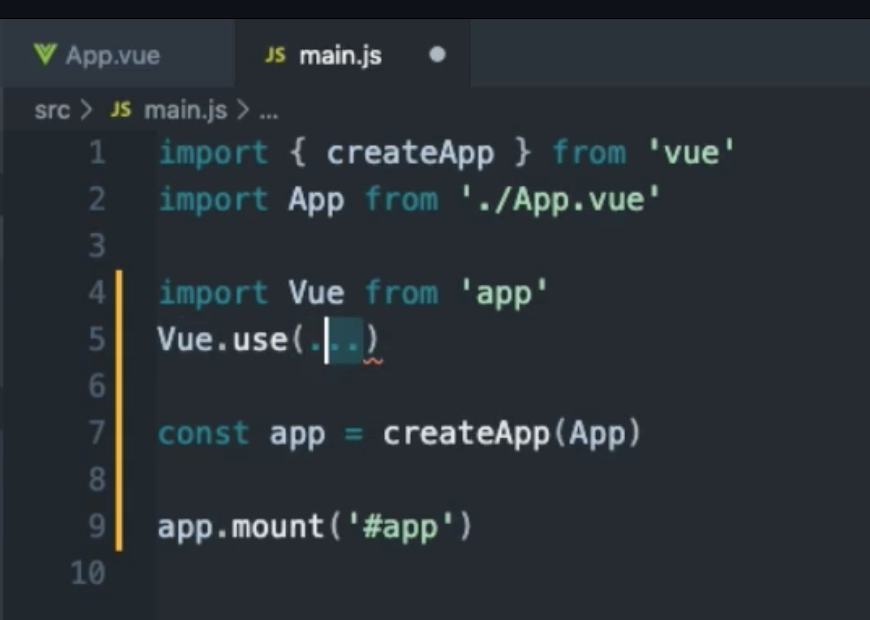 App.vue
JS main.js
src > JS main.js > ...
1 import { createApp } from 'vue'
2 import App from './App.vue'
3
4 import Vue from 'app'
5 Vue.use(...)
6
7 const app = createApp(App)
8
9 app.mount('#app')
10